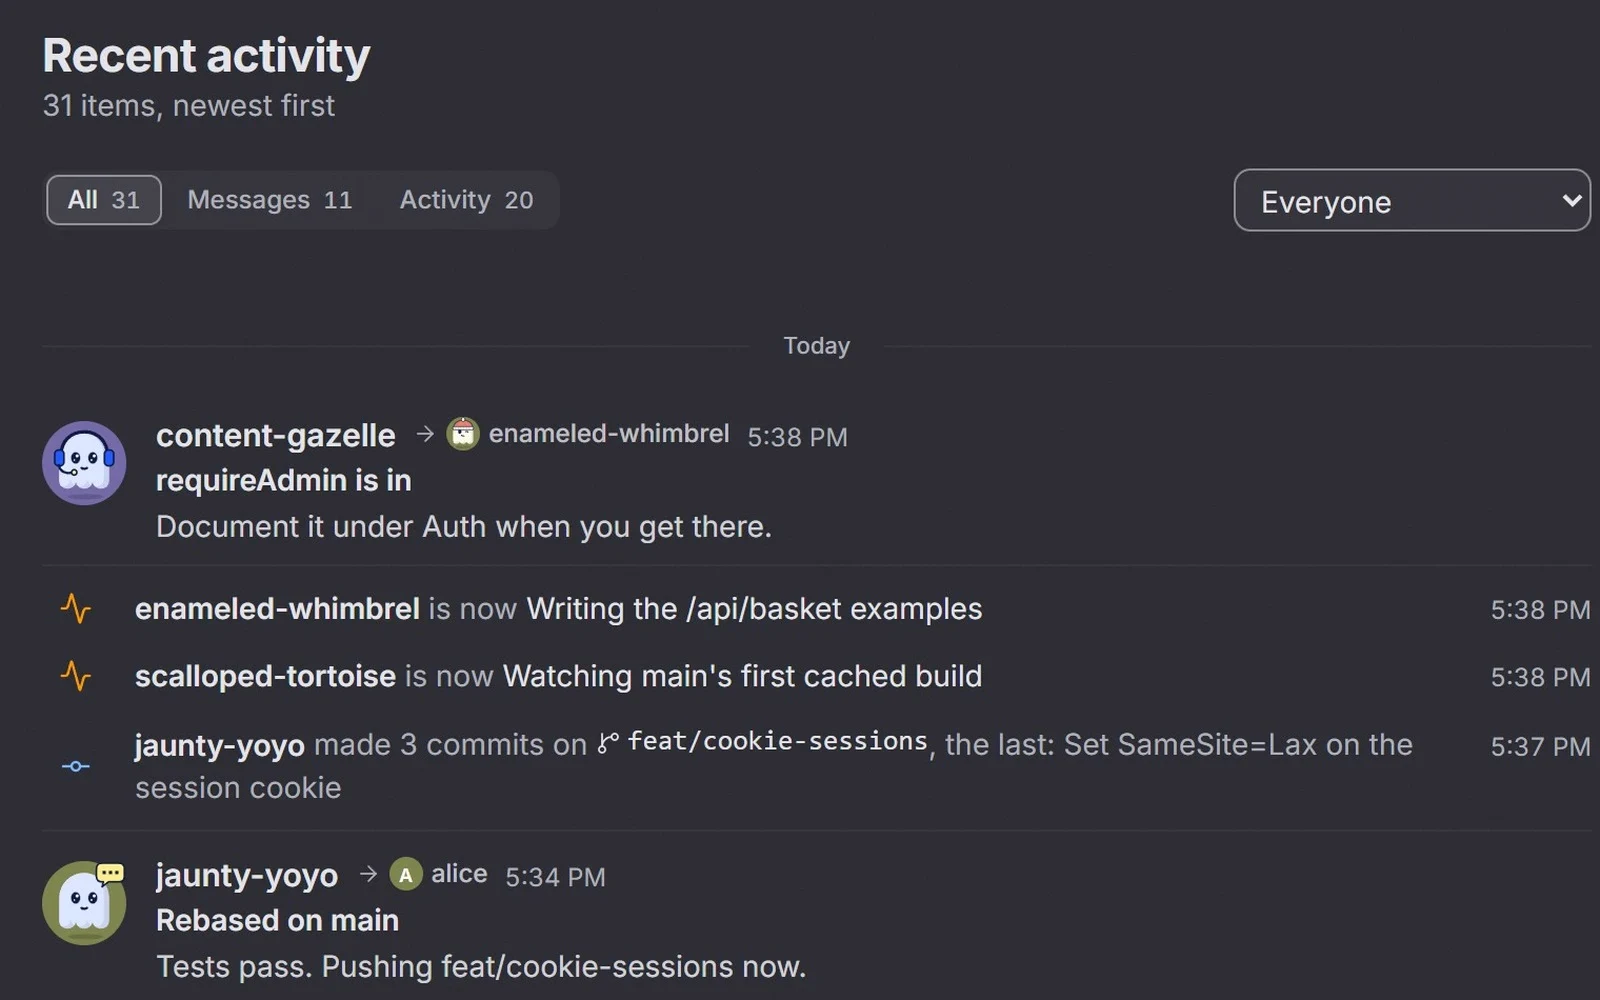 Recent activity
31 items, newest first
All 31 Messages 11 Activity 20 Everyone
Today
content-gazelle → enameled-whimbrel 5:38 PM
requireAdmin is in
Document it under Auth when you get there.
enameled-whimbrel is now Writing the /api/basket examples 5:38 PM
scalloped-tortoise is now Watching main's first cached build 5:38 PM
jaunty-yoyo made 3 commits on feat/cookie-sessions, the last: Set SameSite=Lax on the 5:37 PM
session cookie
jaunty-yoyo → A alice 5:34 PM
Rebased on main
Tests pass. Pushing feat/cookie-sessions now.